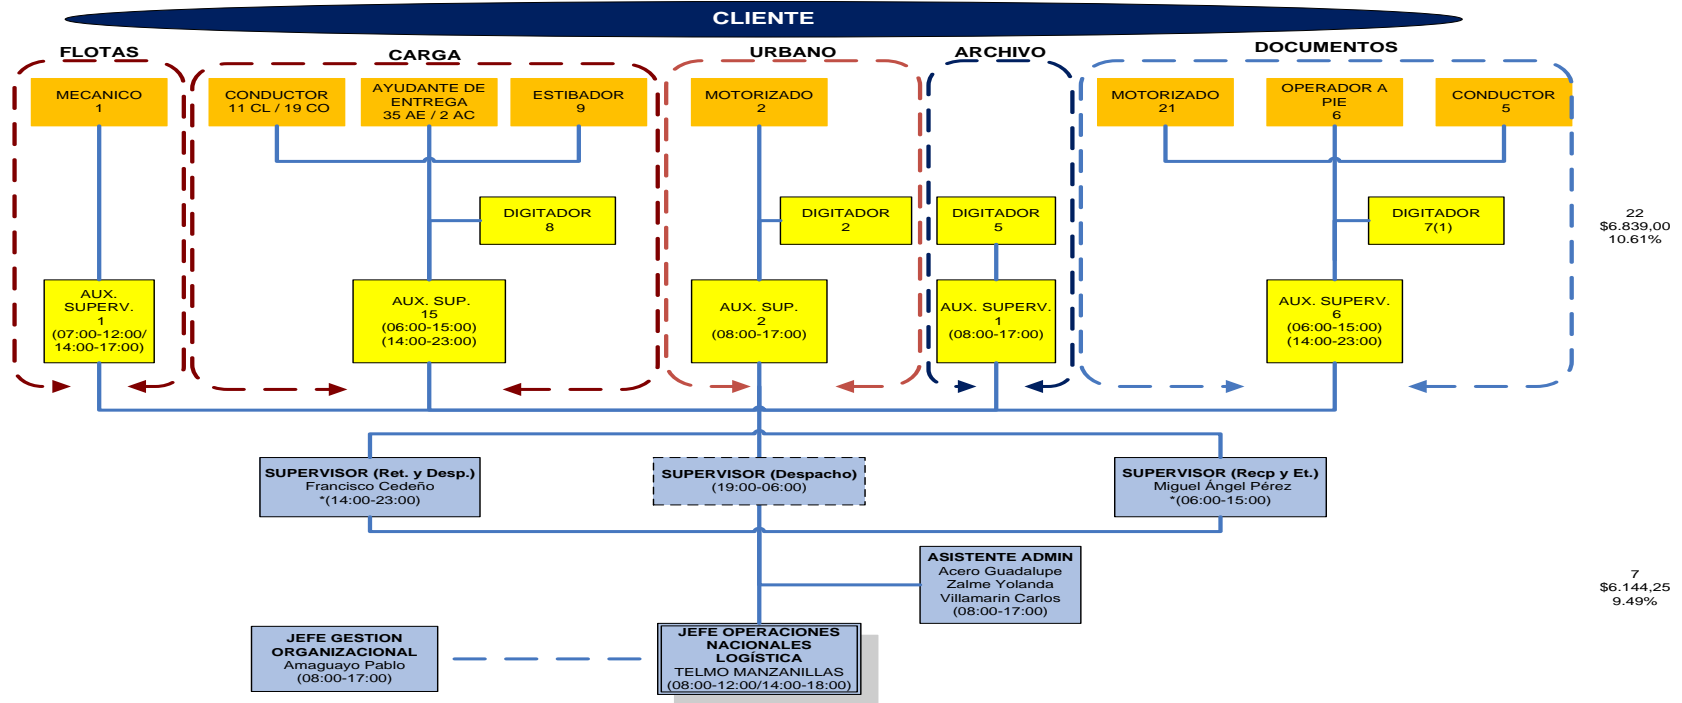 CLIENTE
FLOTAS
CARGA
URBANO
ARCHIVO
DOCUMENTOS
MECANICO
1
CONDUCTOR
11 CL / 19 CO
AYUDANTE DE
ENTREGA
35 AE / 2 AC
ESTIBADOR
9
MOTORIZADO
2
MOTORIZADO
21
OPERADOR A
PIE
6
CONDUCTOR
5
DIGITADOR
8
DIGITADOR
2
DIGITADOR
5
DIGITADOR
7(1)
22
$6.839,00
10.61%
AUX.
SUPERV.
1
(07:00-12:00/
14:00-17:00)
AUX. SUP.
15
(06:00-15:00)
(14:00-23:00)
AUX. SUP.
2
(08:00-17:00)
AUX. SUPERV.
1
(08:00-17:00)
AUX. SUPERV.
6
(06:00-15:00)
(14:00-23:00)
SUPERVISOR (Ret. y Desp.)
Francisco Cedeño
*(14:00-23:00)
SUPERVISOR (Despacho)
(19:00-06:00)
SUPERVISOR (Recp y Et.)
Miguel Ángel Pérez
*(06:00-15:00)
ASISTENTE ADMIN
Acero Guadalupe
Zalme Yolanda
Villamarin Carlos
(08:00-17:00)
7
$6.144,25
9.49%
JEFE GESTION
ORGANIZACIONAL
Amaguayo Pablo
(08:00-17:00)
JEFE OPERACIONES
NACIONALES
LOGÍSTICA
TELMO MANZANILLAS
(08:00-12:00/14:00-18:00)